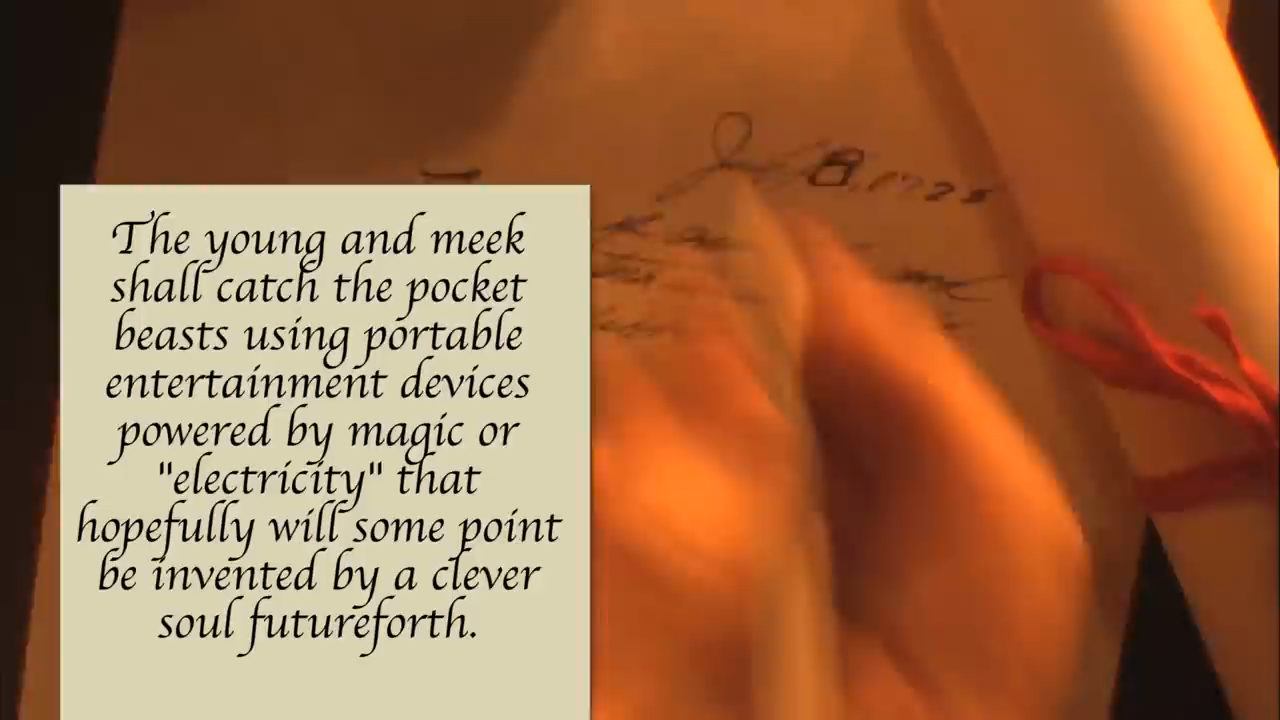 The young and meek
shall catch the pocket
beasts using portable
entertainment devices
powered by magic or
"electricity" that
hopefully will some point
be invented by a clever
soul futureforth.